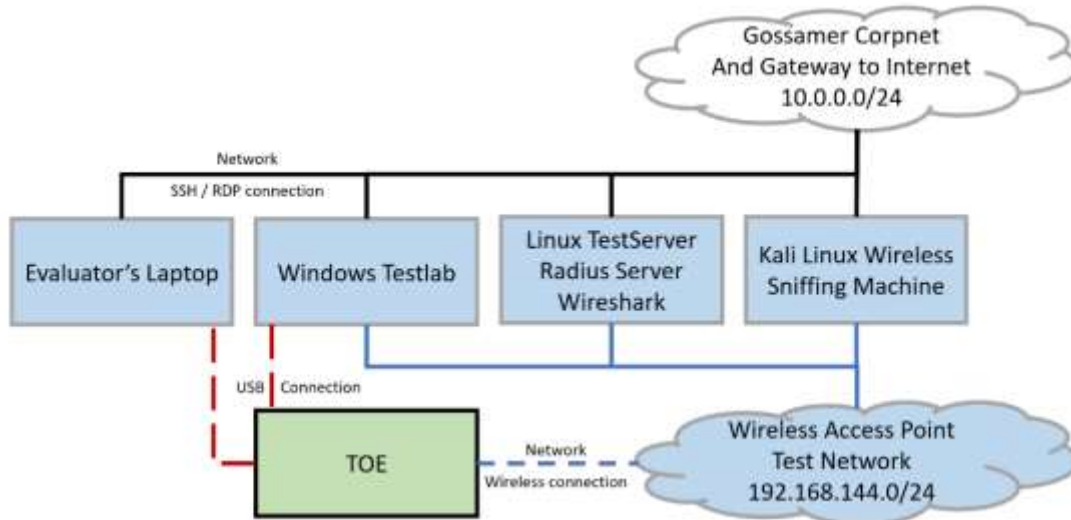 Gossamer Corpnet
And Gateway to Internet
10.0.0.0/24
Network
SSH / RDP connection
Evaluator's Laptop
Windows Testlab
Linux TestServer
Radius Server
Wireshark
Kali Linux Wireless
Sniffing Machine
USB Connection
TOE
Network
Wireless connection
Wireless Access Point
Test Network
192.168.144.0/24